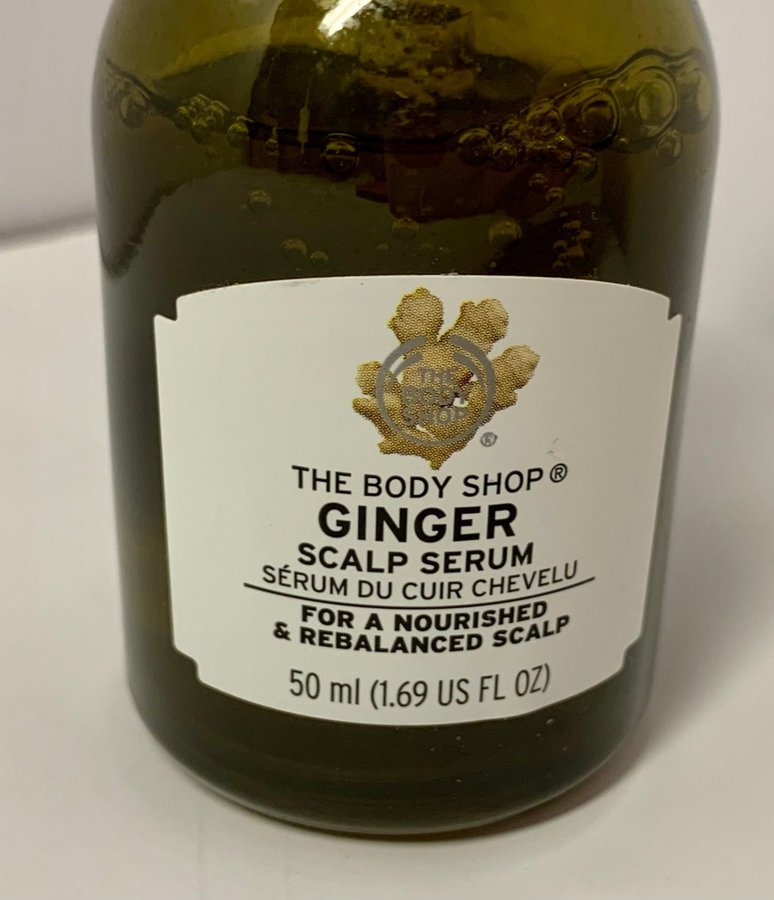 THE
BODY
SHOP
®
THE BODY SHOP®
GINGER
SCALP SERUM
SÉRUM DU CUIR CHEVELU
FOR A NOURISHED
& REBALANCED SCALP
50 ml (1.69 US FL OZ)